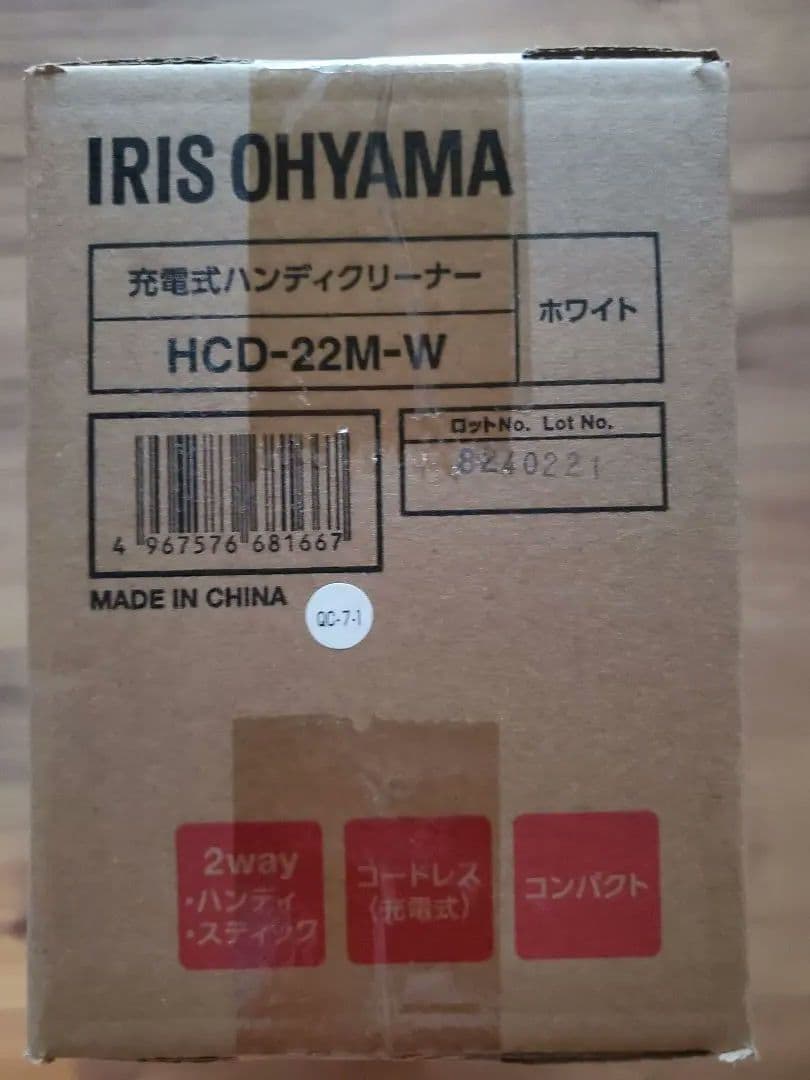 IRIS OHYAMA
充電式ハンディクリーナー
HCD-22M-W
ホワイト
ロットNo. Lot No.
8240221
4 967576 681667
MADE IN CHINA
QC-7-1
2way
・ハンディ
・スティック
コードレス
(充電式)
コンパクト